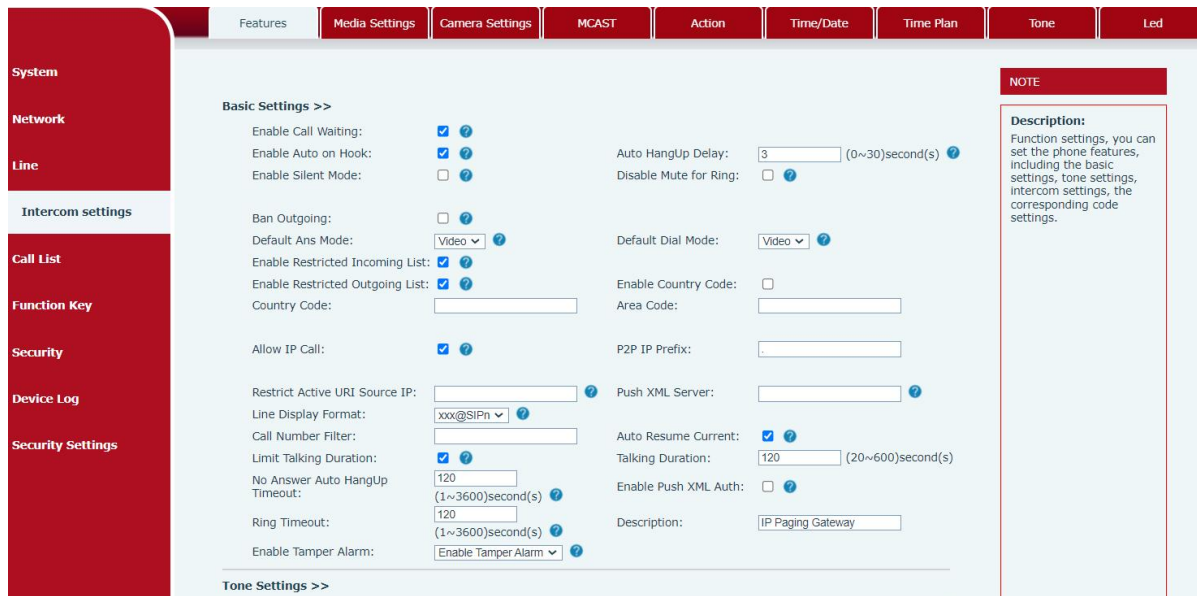 Features Media Settings Camera Settings MCAST Action Time/Date Time Plan Tone Led
System
Network
Line
Intercom settings
Call List
Function Key
Security
Device Log
Security Settings
Basic Settings >>
Enable Call Waiting:
Enable Auto on Hook: Auto HangUp Delay: 3 (0~30)second(s)
Enable Silent Mode: Disable Mute for Ring:
Ban Outgoing:
Default Ans Mode: Video Default Dial Mode: Video
Enable Restricted Incoming List:
Enable Restricted Outgoing List: Enable Country Code:
Country Code: Area Code:
Allow IP Call: P2P IP Prefix: .
Restrict Active URI Source IP: Push XML Server:
Line Display Format: xxx@SIPn
Call Number Filter: Auto Resume Current:
Limit Talking Duration: Talking Duration: 120 (20~600)second(s)
No Answer Auto HangUp
Timeout: 120
(1~3600)second(s) Enable Push XML Auth:
Ring Timeout: 120
(1~3600)second(s) Description: IP Paging Gateway
Enable Tamper Alarm: Enable Tamper Alarm
Tone Settings >>
NOTE
Description:
Function settings, you can
set the phone features,
including the basic
settings, tone settings,
intercom settings, the
corresponding code
settings.